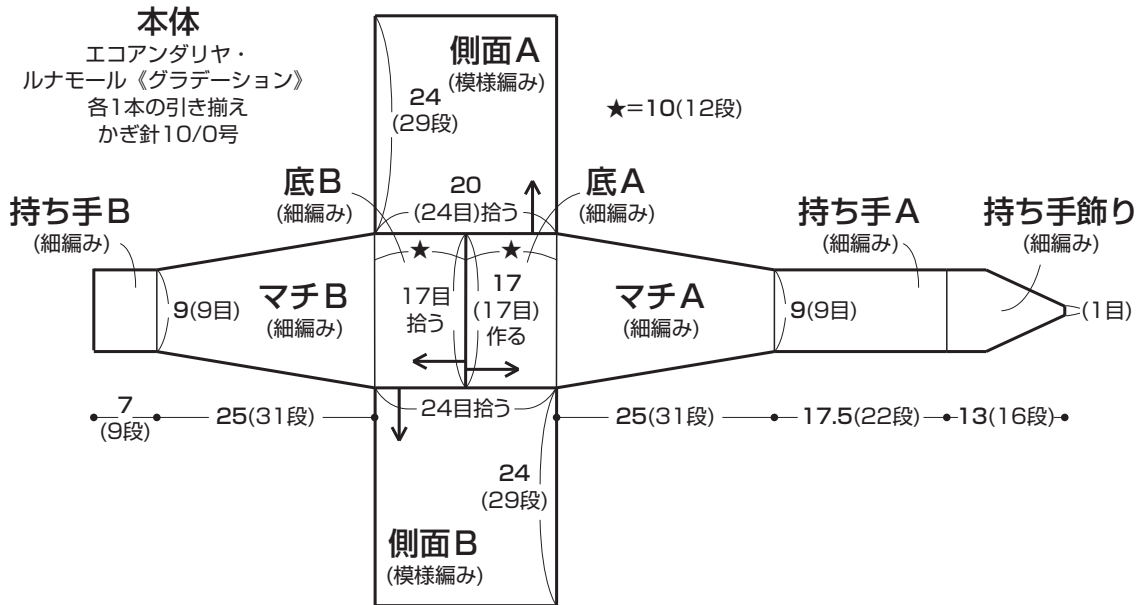 本体
エコアンダリヤ・
ルナモール《グラデーション》
各1本の引き揃え
かぎ針10/0号
側面A
(模様編み)
24
(29段)
★=10(12段)
底B
(細編み)
20
(24目)拾う
底A
(細編み)
持ち手B
(細編み)
持ち手A
(細編み)
持ち手飾り
(細編み)
★
★
9(9目)
マチB
(細編み)
17目
拾う
17
(17目)
作る
マチA
(細編み)
9(9目)
(1目)
7
(9段)
25(31段)
24目拾う
25(31段)
17.5(22段)
13(16段)
24
(29段)
側面B
(模様編み)